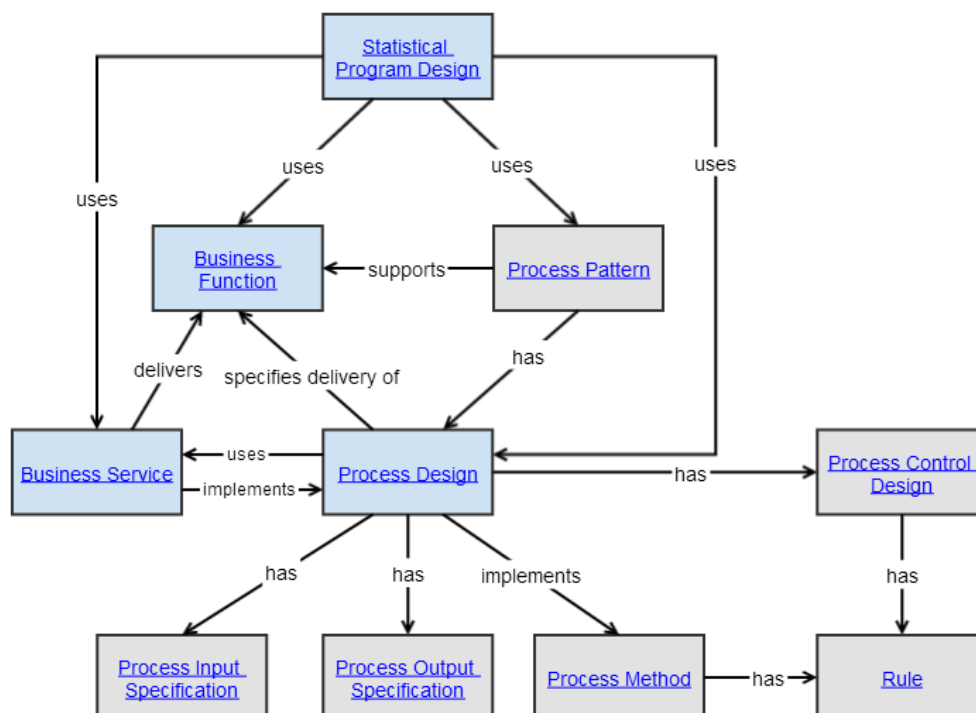 Statistical
Program Design
uses
uses
uses
uses
Business
Function
supports
Process Pattern
delivers
specifies delivery of
has
Business Service
uses
implements
Process Design
has
Process Control
Design
has
has
implements
has
Process Input
Specification
Process Output
Specification
Process Method
has
Rule